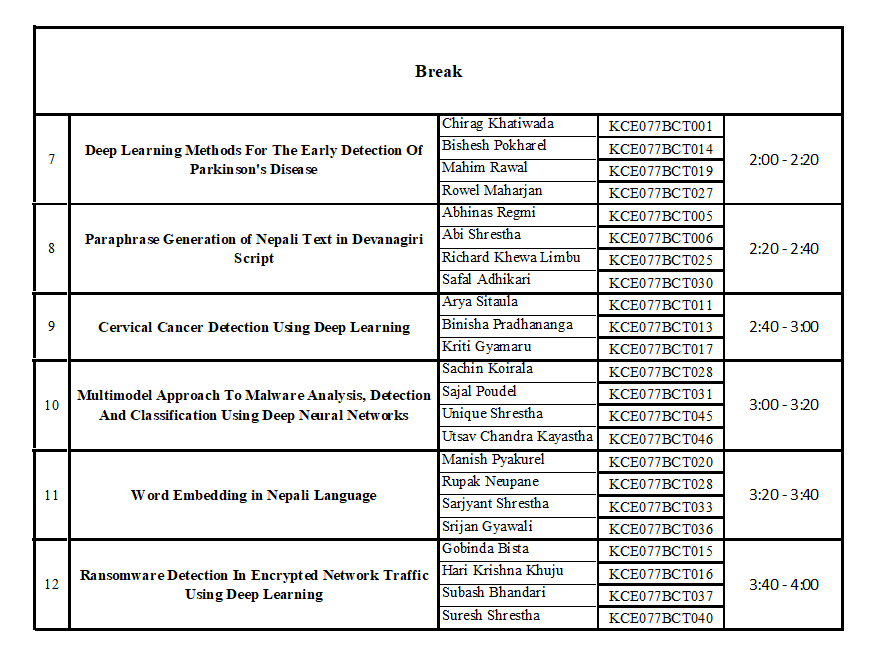 Break
7
Deep Learning Methods For The Early Detection Of
Parkinson's Disease
Chirag Khatiwada KCE077BCT001
Bishesh Pokharel KCE077BCT014
Mahim Rawal KCE077BCT019
Rowel Maharjan KCE077BCT027
2:00 - 2:20
8
Paraphrase Generation of Nepali Text in Devanagiri
Script
Abhinas Regmi KCE077BCT005
Abi Shrestha KCE077BCT006
Richard Khewa Limbu KCE077BCT025
Safal Adhikari KCE077BCT030
2:20 - 2:40
9
Cervical Cancer Detection Using Deep Learning
Arya Sitaula KCE077BCT011
Binisha Pradhananga KCE077BCT013
Kriti Gyamaru KCE077BCT017
2:40 - 3:00
10
Multimodel Approach To Malware Analysis, Detection
And Classification Using Deep Neural Networks
Sachin Koirala KCE077BCT028
Sajal Poudel KCE077BCT031
Unique Shrestha KCE077BCT045
Utsav Chandra Kayastha KCE077BCT046
3:00 - 3:20
11
Word Embedding in Nepali Language
Manish Pyakurel KCE077BCT020
Rupak Neupane KCE077BCT028
Sarjyant Shrestha KCE077BCT033
Srijan Gyawali KCE077BCT036
3:20 - 3:40
12
Ransomware Detection In Encrypted Network Traffic
Using Deep Learning
Gobinda Bista KCE077BCT015
Hari Krishna Khuju KCE077BCT016
Subash Bhandari KCE077BCT037
Suresh Shrestha KCE077BCT040
3:40 - 4:00